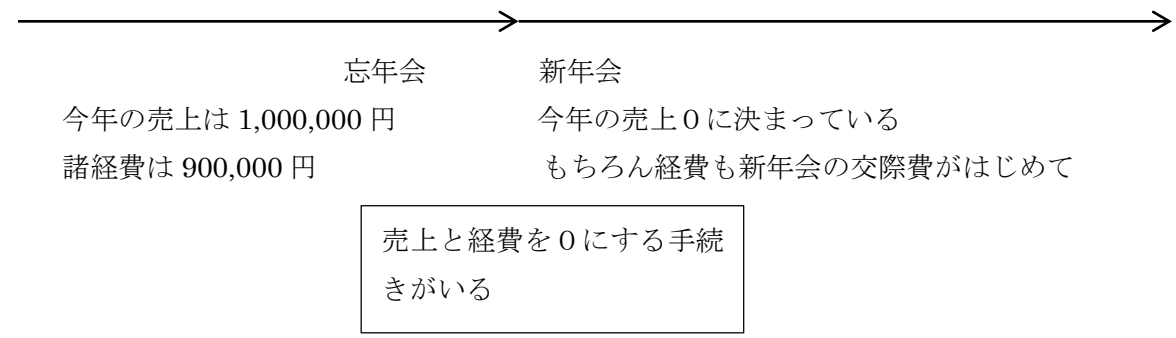 忘年会 新年会
今年の売上は 1,000,000 円 今年の売上０に決まっている
諸経費は 900,000 円 もちろん経費も新年会の交際費がはじめて
売上と経費を０にする手続
きがいる